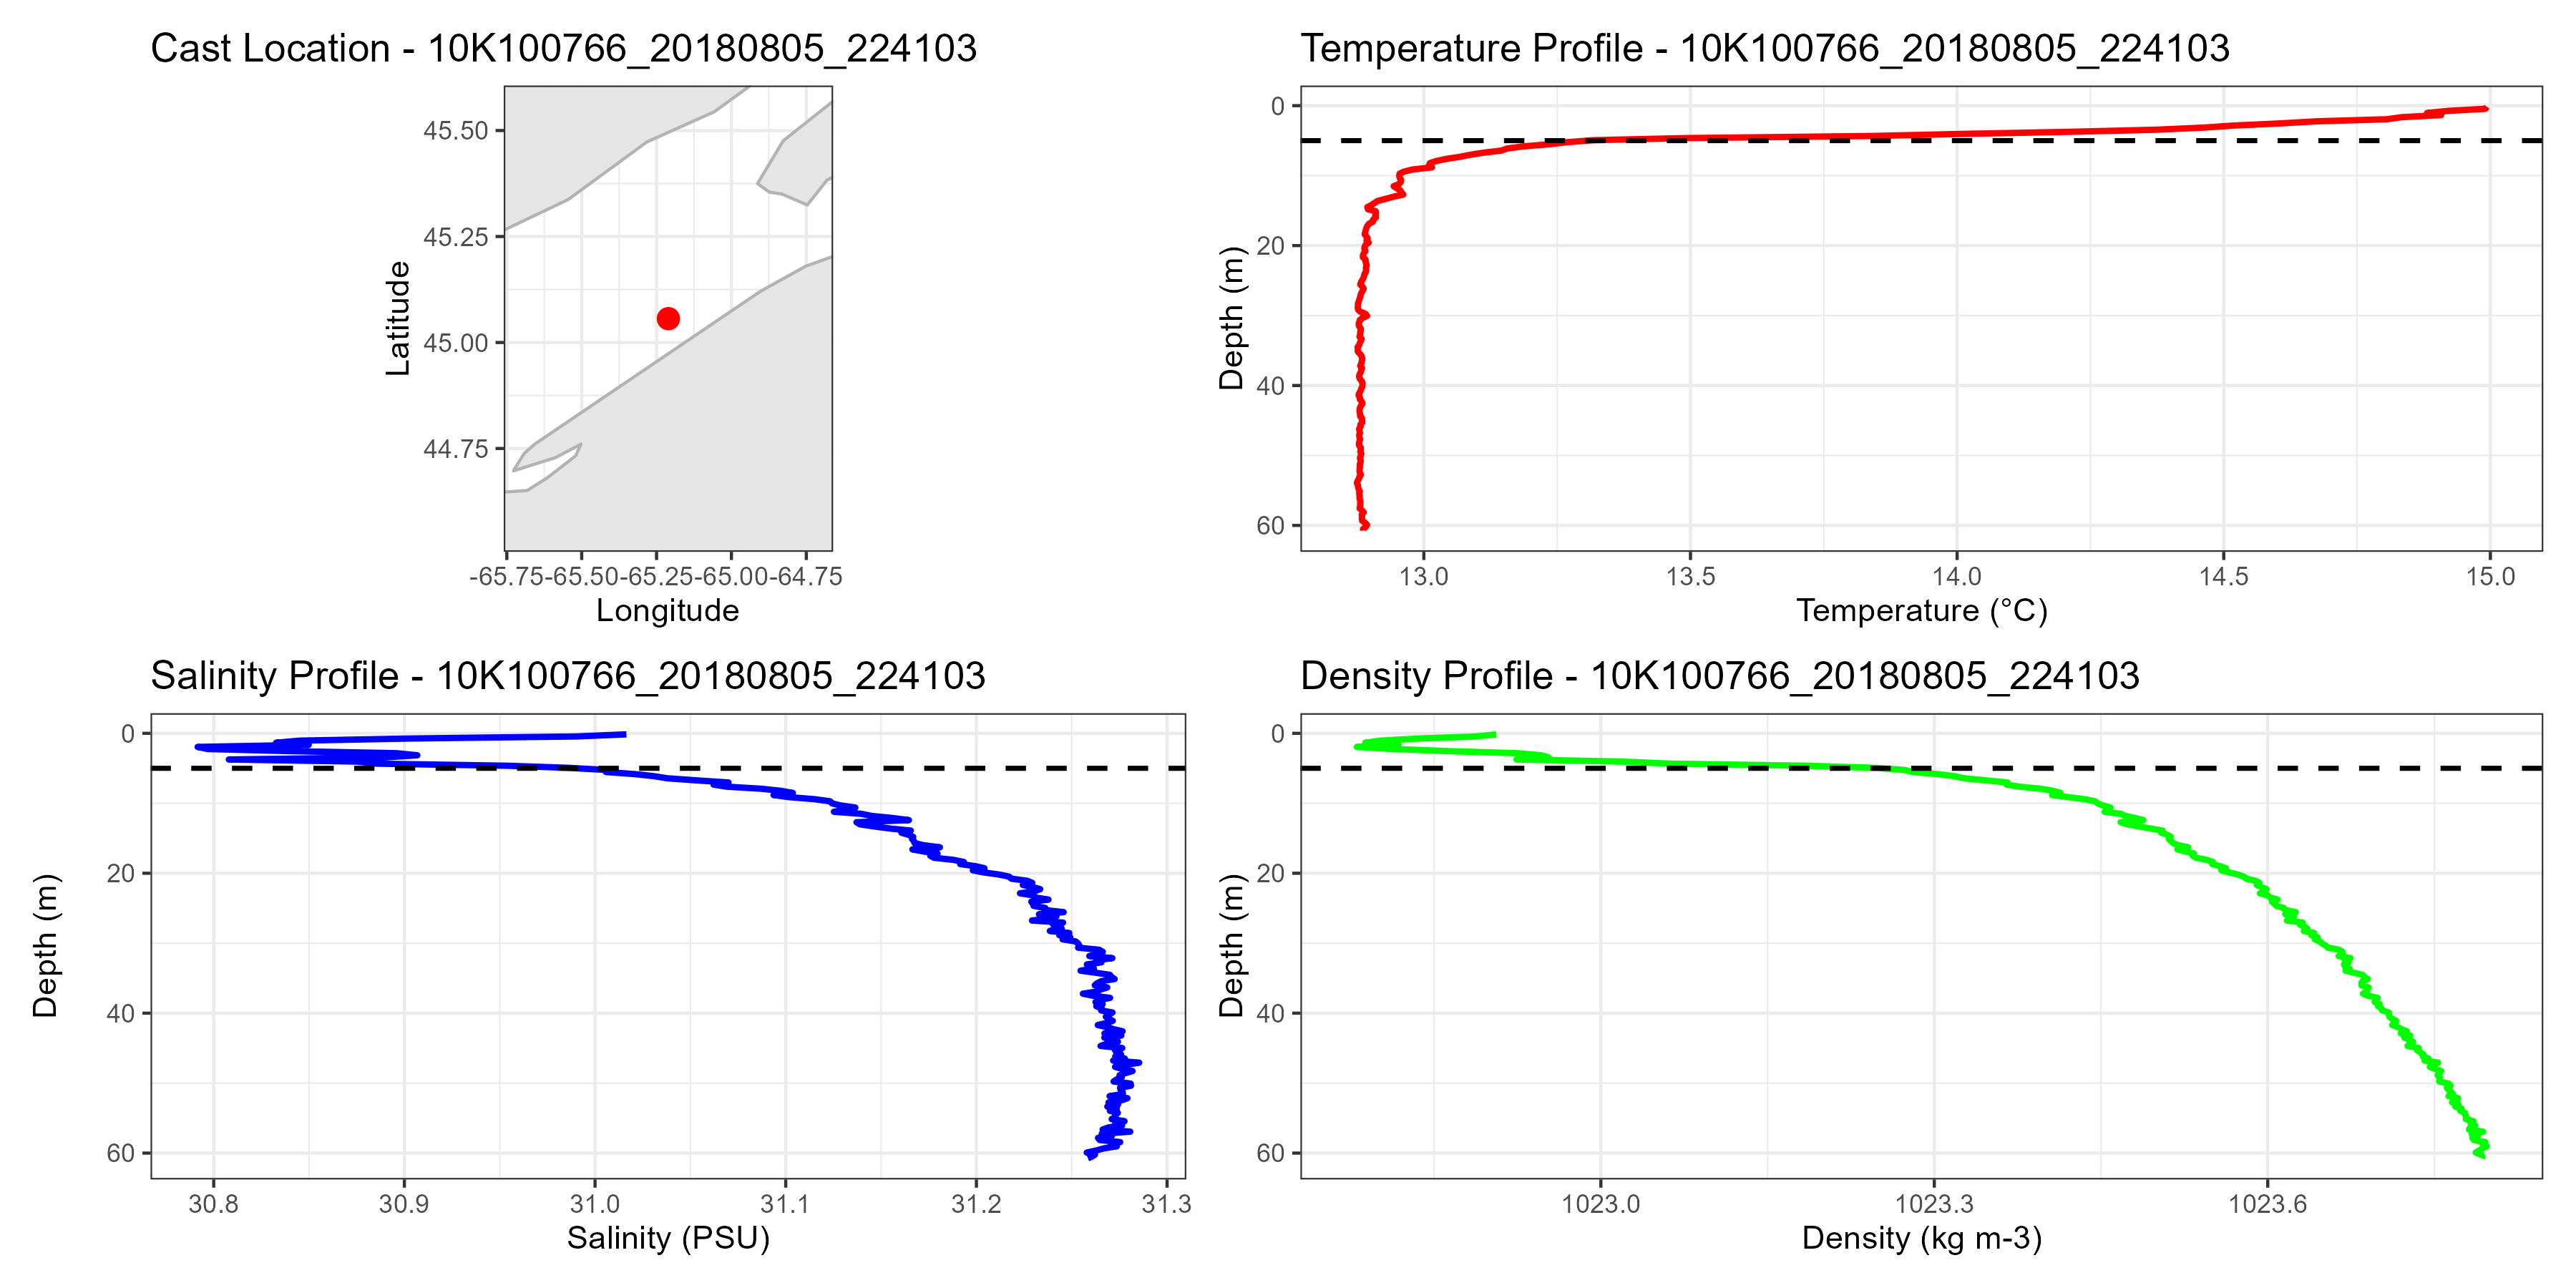 Cast Location - 10K100766_20180805_224103
45.50
45.25
45.00
44.75
Latitude
-65.75-65.50-65.25-65.00-64.75
Longitude
Temperature Profile - 10K100766_20180805_224103
0
20
40
60
Depth (m)
13.0 13.5 14.0 14.5 15.0
Temperature (°C)
Salinity Profile - 10K100766_20180805_224103
0
20
40
60
Depth (m)
30.8 30.9 31.0 31.1 31.2 31.3
Salinity (PSU)
Density Profile - 10K100766_20180805_224103
0
20
40
60
Depth (m)
1023.0 1023.3 1023.6
Density (kg m-3)